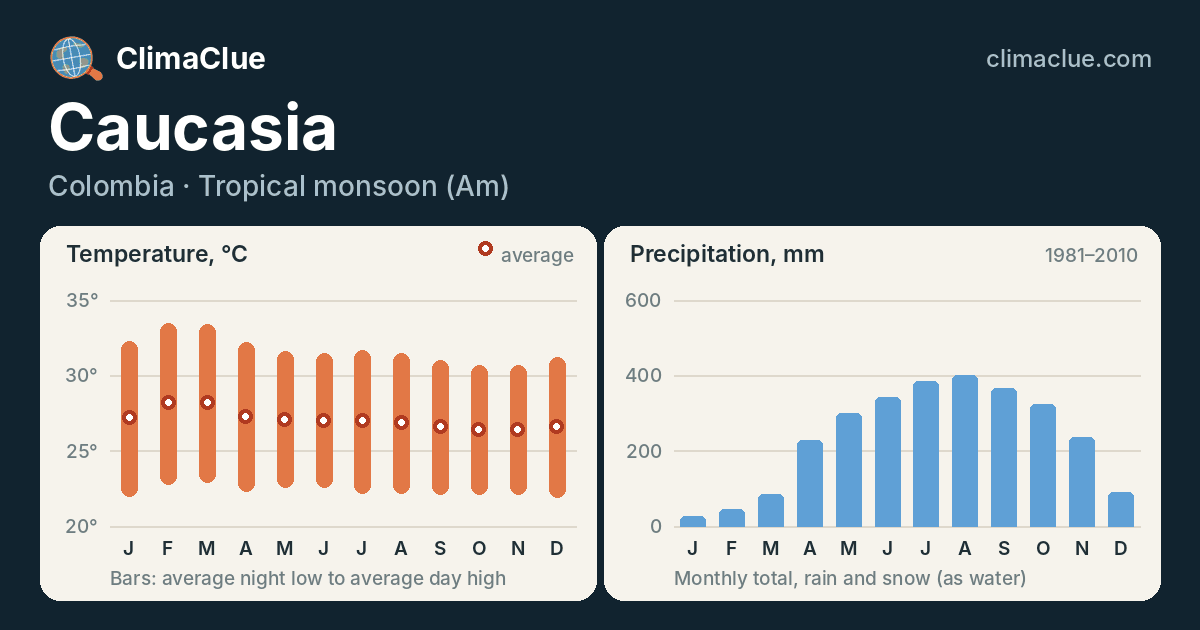 ClimaClue
climaclue.com
Caucasia
Colombia · Tropical monsoon (Am)
Temperature, °C
average
35°
30°
25°
20°
J F M A M J J A S O N D
Bars: average night low to average day high
Precipitation, mm
1981–2010
600
400
200
0
J F M A M J J A S O N D
Monthly total, rain and snow (as water)